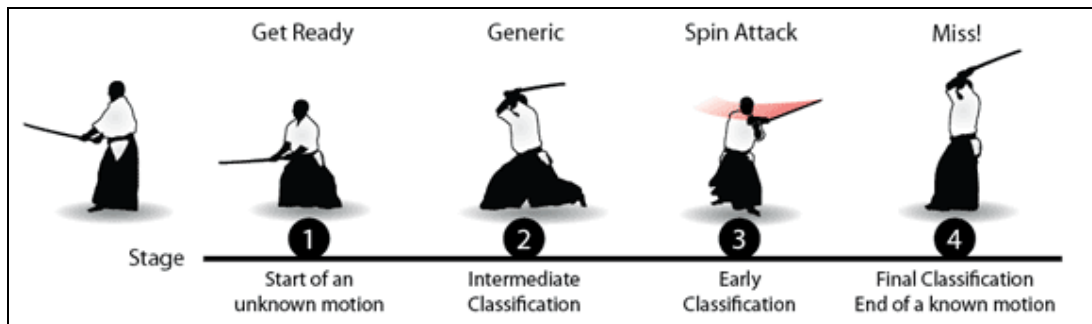 Get Ready
Generic
Spin Attack
Miss!
1
2
3
4
Stage
Start of an
unknown motion
Intermediate
Classification
Early
Classification
Final Classification
End of a known motion